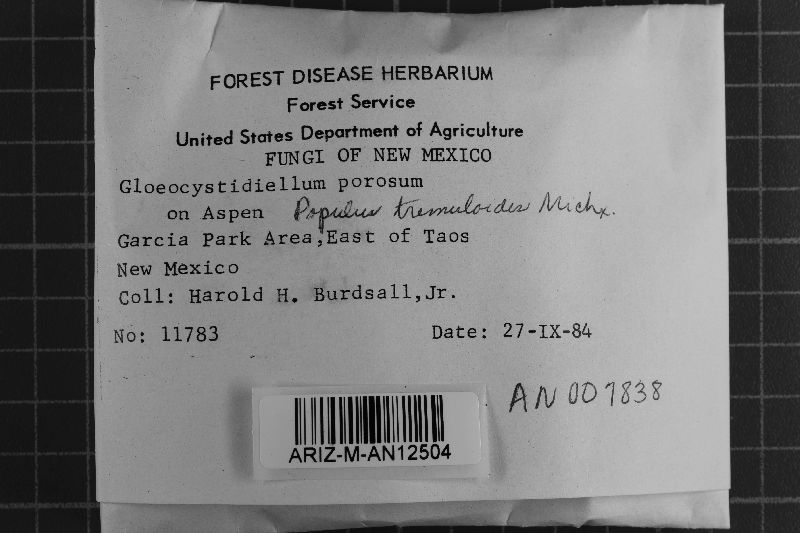 FOREST DISEASE HERBARIUM
Forest Service
United States Department of Agriculture
FUNGI OF NEW MEXICO
Gloeocystidiellum porosum
on Aspen Populus tremuloides Michx.
Garcia Park Area, East of Taos
New Mexico
Coll: Harold H. Burdsall, Jr.
No: 11783 Date: 27-IX-84
AN 007838
ARIZ-M-AN12504